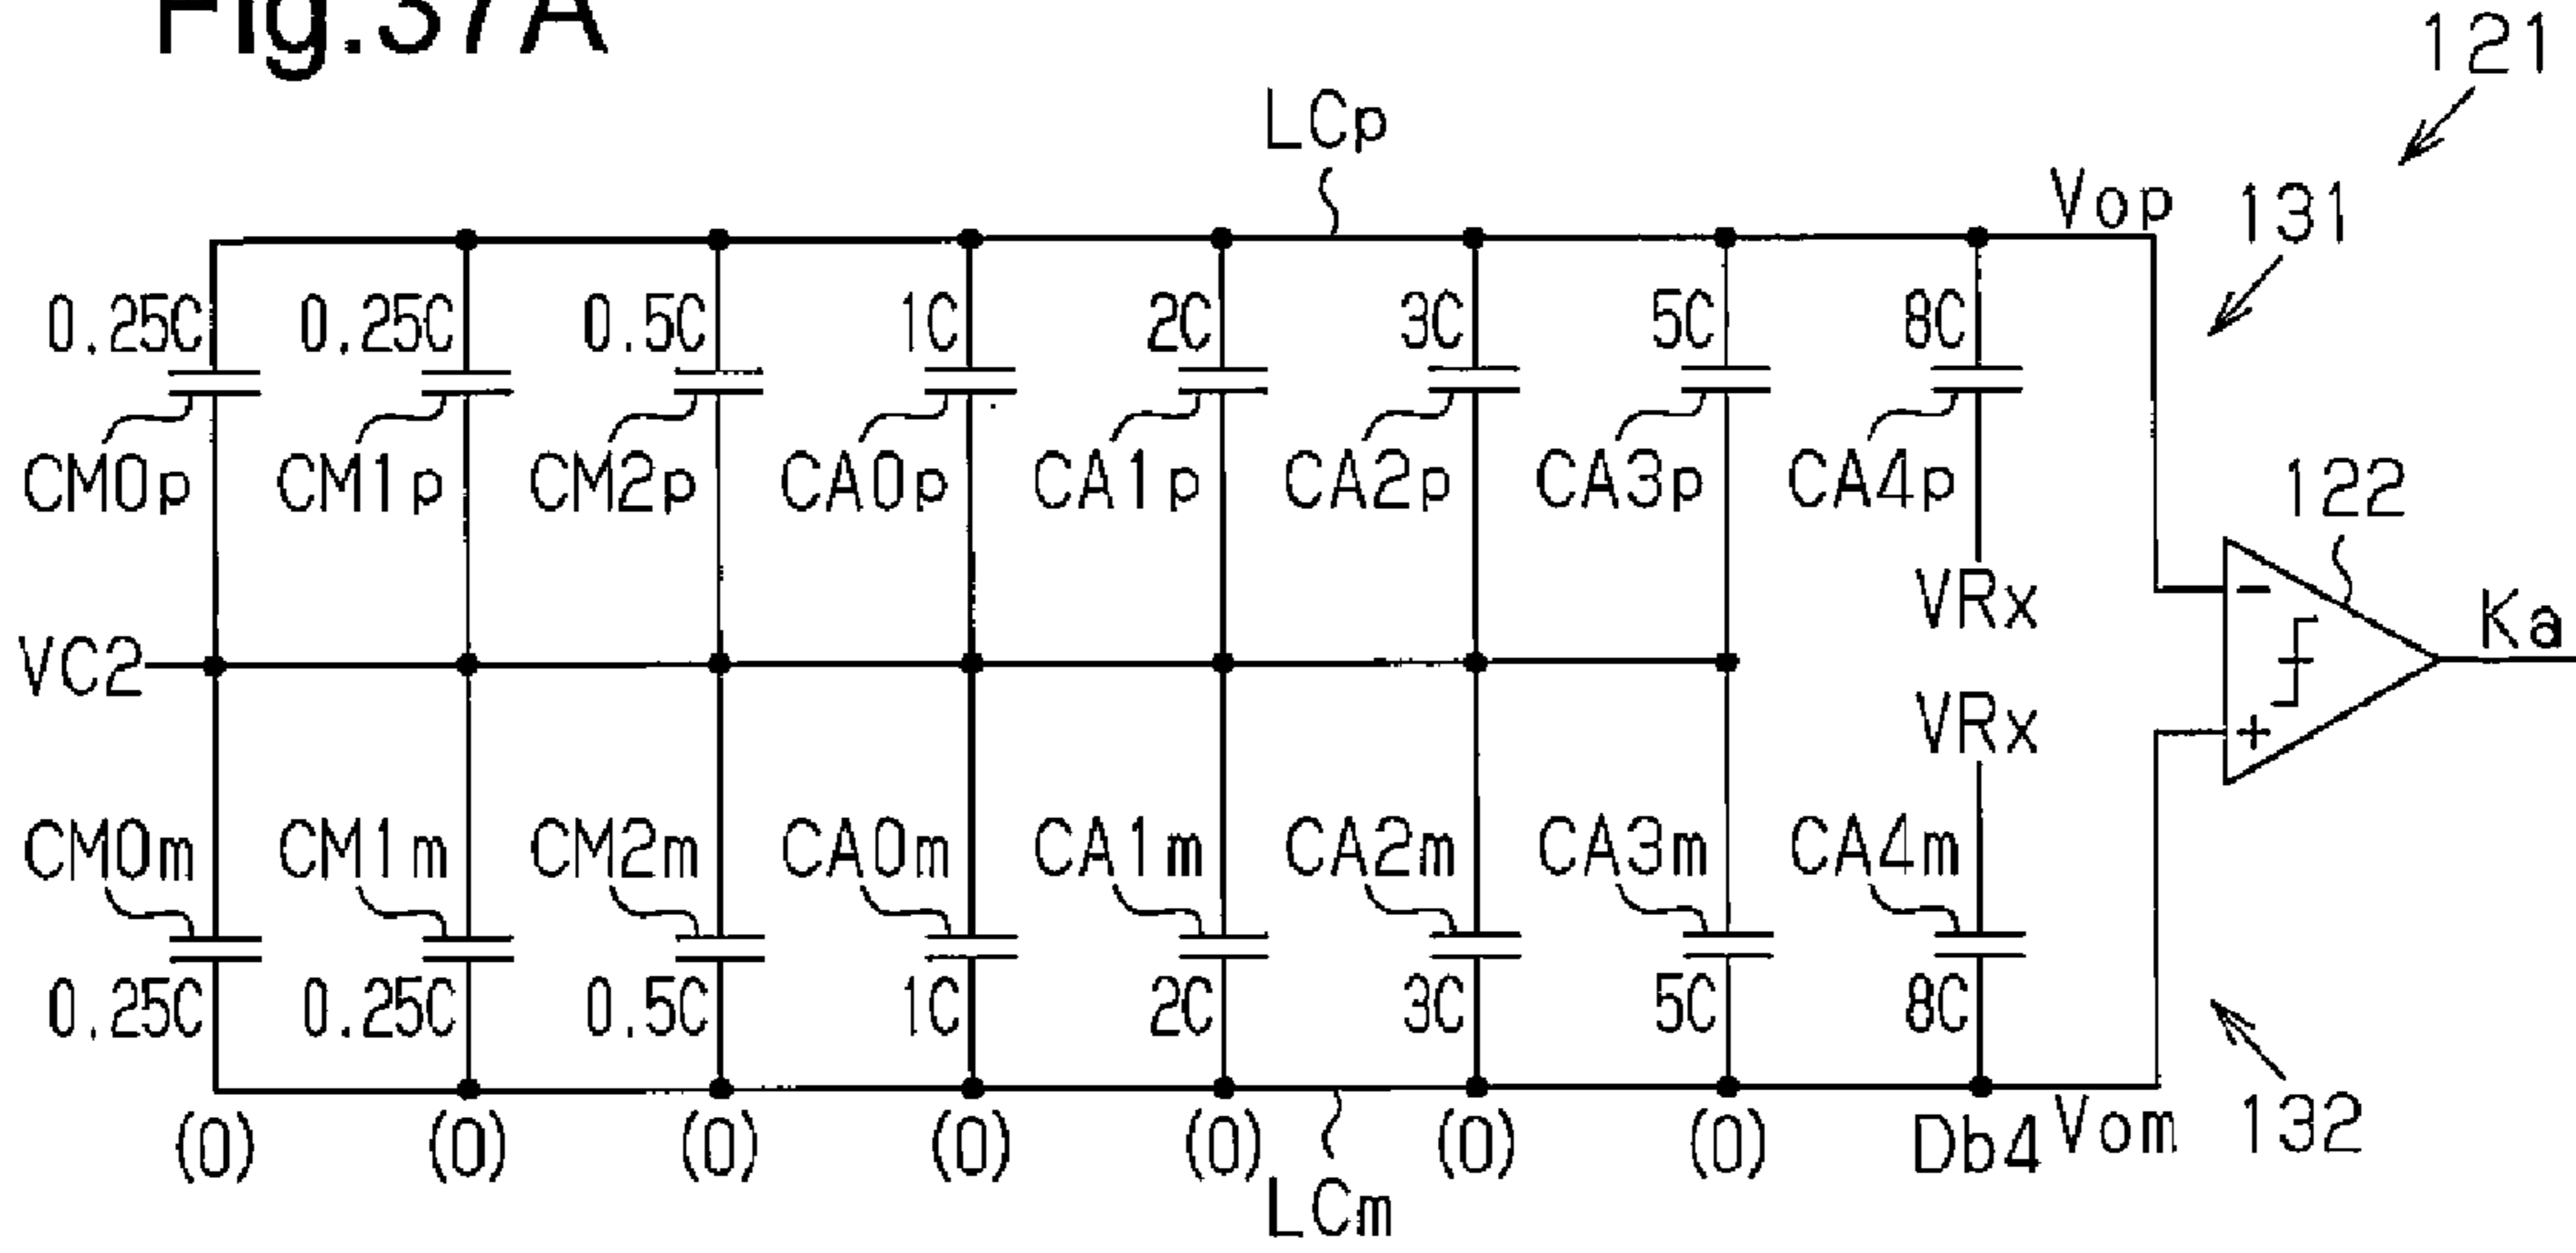 Fig.37A
121
LCp
Vop
131
0.25C 0.25C 0.5C 1C 2C 3C 5C 8C
CM0p CM1p CM2p CA0p CA1p CA2p CA3p CA4p
122
VRx
−
Ka
VC2
VRx
+
CM0m CM1m CM2m CA0m CA1m CA2m CA3m CA4m
0.25C 0.25C 0.5C 1C 2C 3C 5C 8C
(0) (0) (0) (0) (0) (0) (0) Db4 Vom 132
LCm